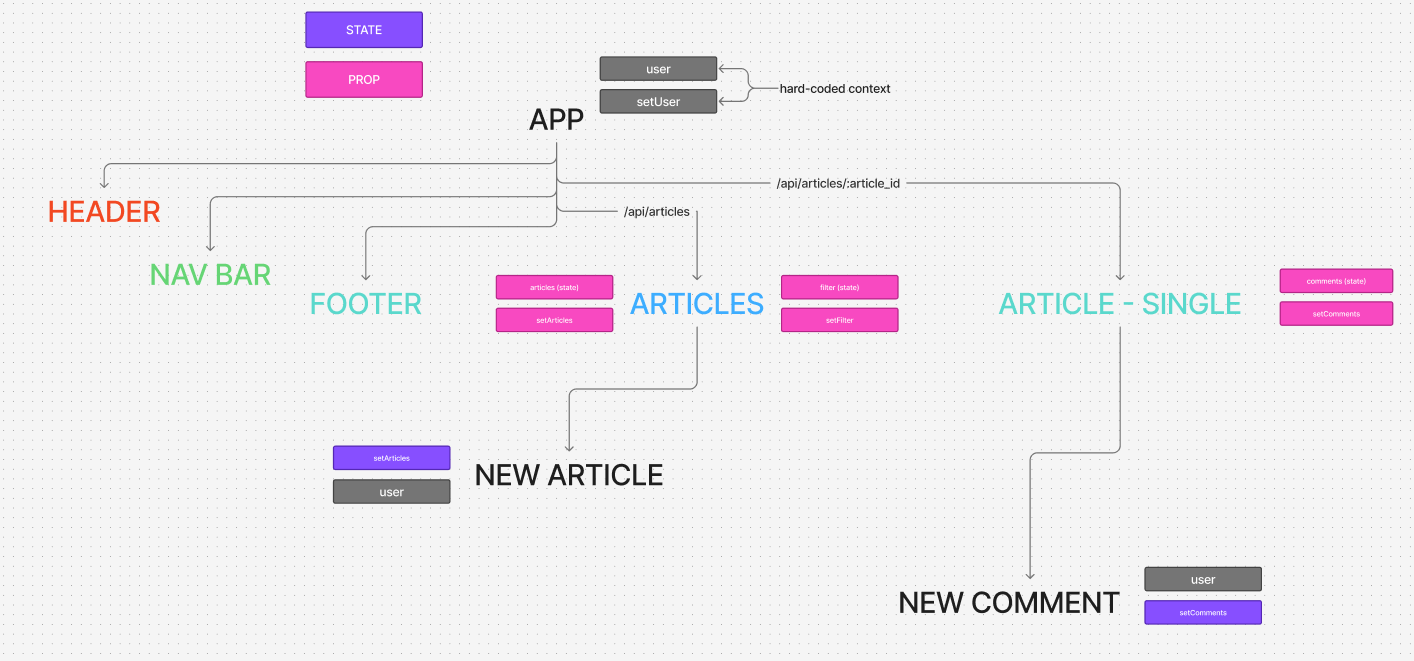 STATE
PROP
user
setUser
hard-coded context
APP
/api/articles/:article_id
/api/articles
HEADER
NAV BAR
FOOTER
articles (state)
setArticles
ARTICLES
filter (state)
setFilter
ARTICLE - SINGLE
comments (state)
setComments
setArticles
user
NEW ARTICLE
NEW COMMENT
user
setComments